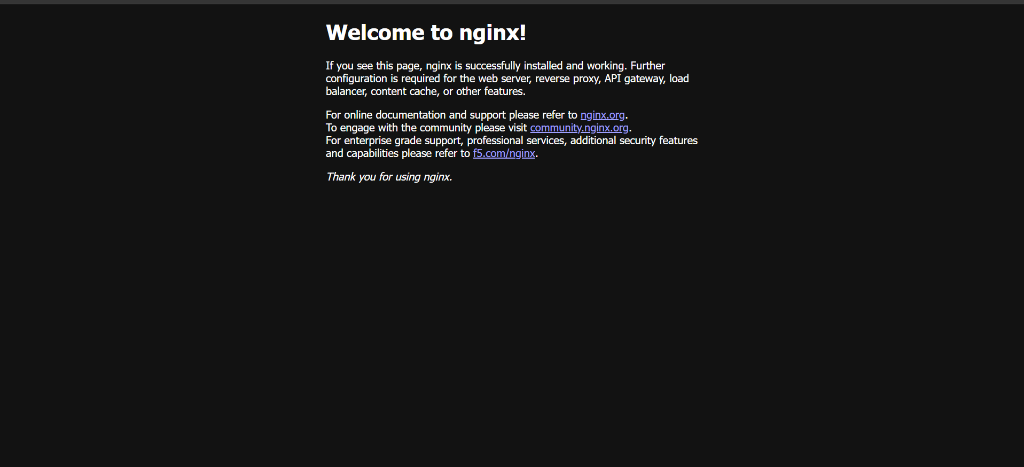 Welcome to nginx!
If you see this page, nginx is successfully installed and working. Further
configuration is required for the web server, reverse proxy, API gateway, load
balancer, content cache, or other features.
For online documentation and support please refer to nginx.org.
To engage with the community please visit community.nginx.org.
For enterprise grade support, professional services, additional security features
and capabilities please refer to f5.com/nginx.
Thank you for using nginx.